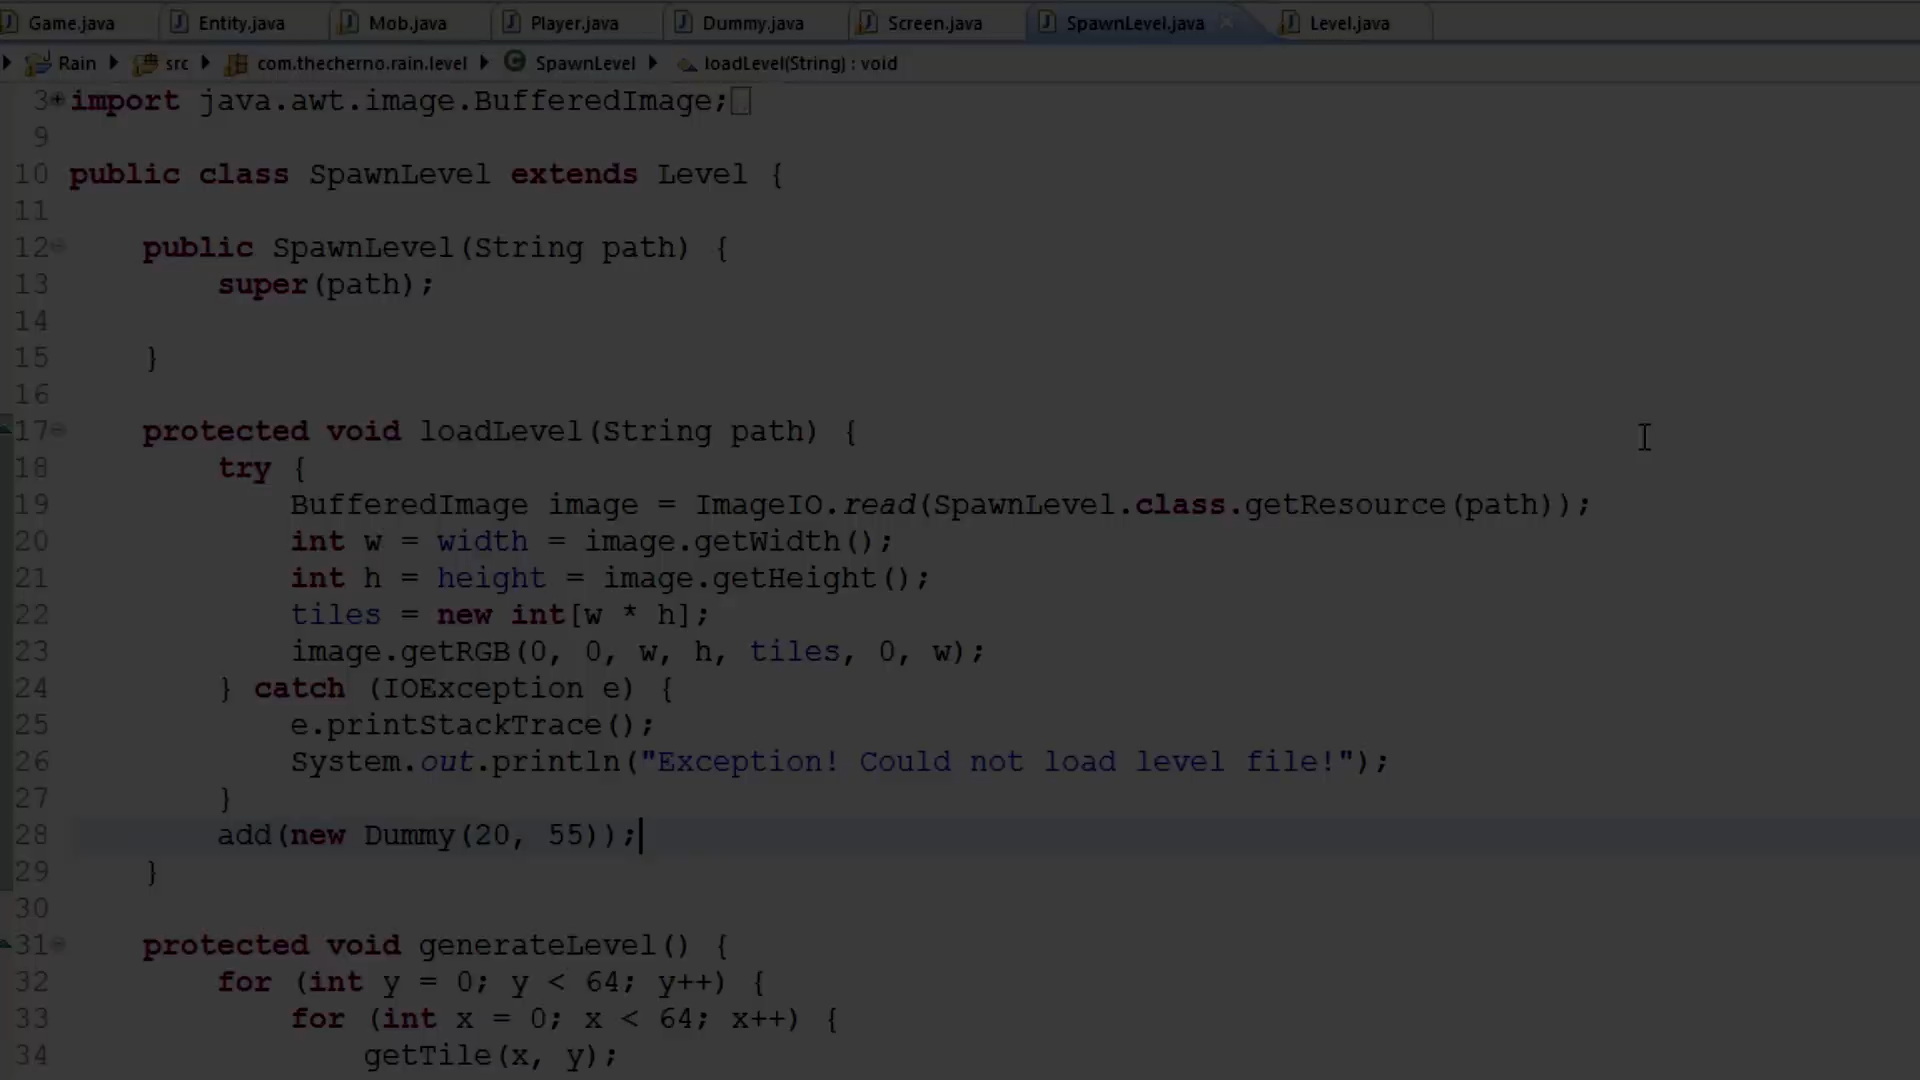 Game.java Entity.java Mob.java Player.java Dummy.java Screen.java SpawnLevel.java Level.java
Rain src com.thecherno.rain.level SpawnLevel loadLevel(String) : void
3 import java.awt.image.BufferedImage;
9
10 public class SpawnLevel extends Level {
11
12 public SpawnLevel(String path) {
13 super(path);
14
15 }
16
17 protected void loadLevel(String path) {
18 try {
19 BufferedImage image = ImageIO.read(SpawnLevel.class.getResource(path));
20 int w = width = image.getWidth();
21 int h = height = image.getHeight();
22 tiles = new int[w * h];
23 image.getRGB(0, 0, w, h, tiles, 0, w);
24 } catch (IOException e) {
25 e.printStackTrace();
26 System.out.println("Exception! Could not load level file!");
27 }
28 add(new Dummy(20, 55));
29 }
30
31 protected void generateLevel() {
32 for (int y = 0; y < 64; y++) {
33 for (int x = 0; x < 64; x++) {
34 getTile(x, y);